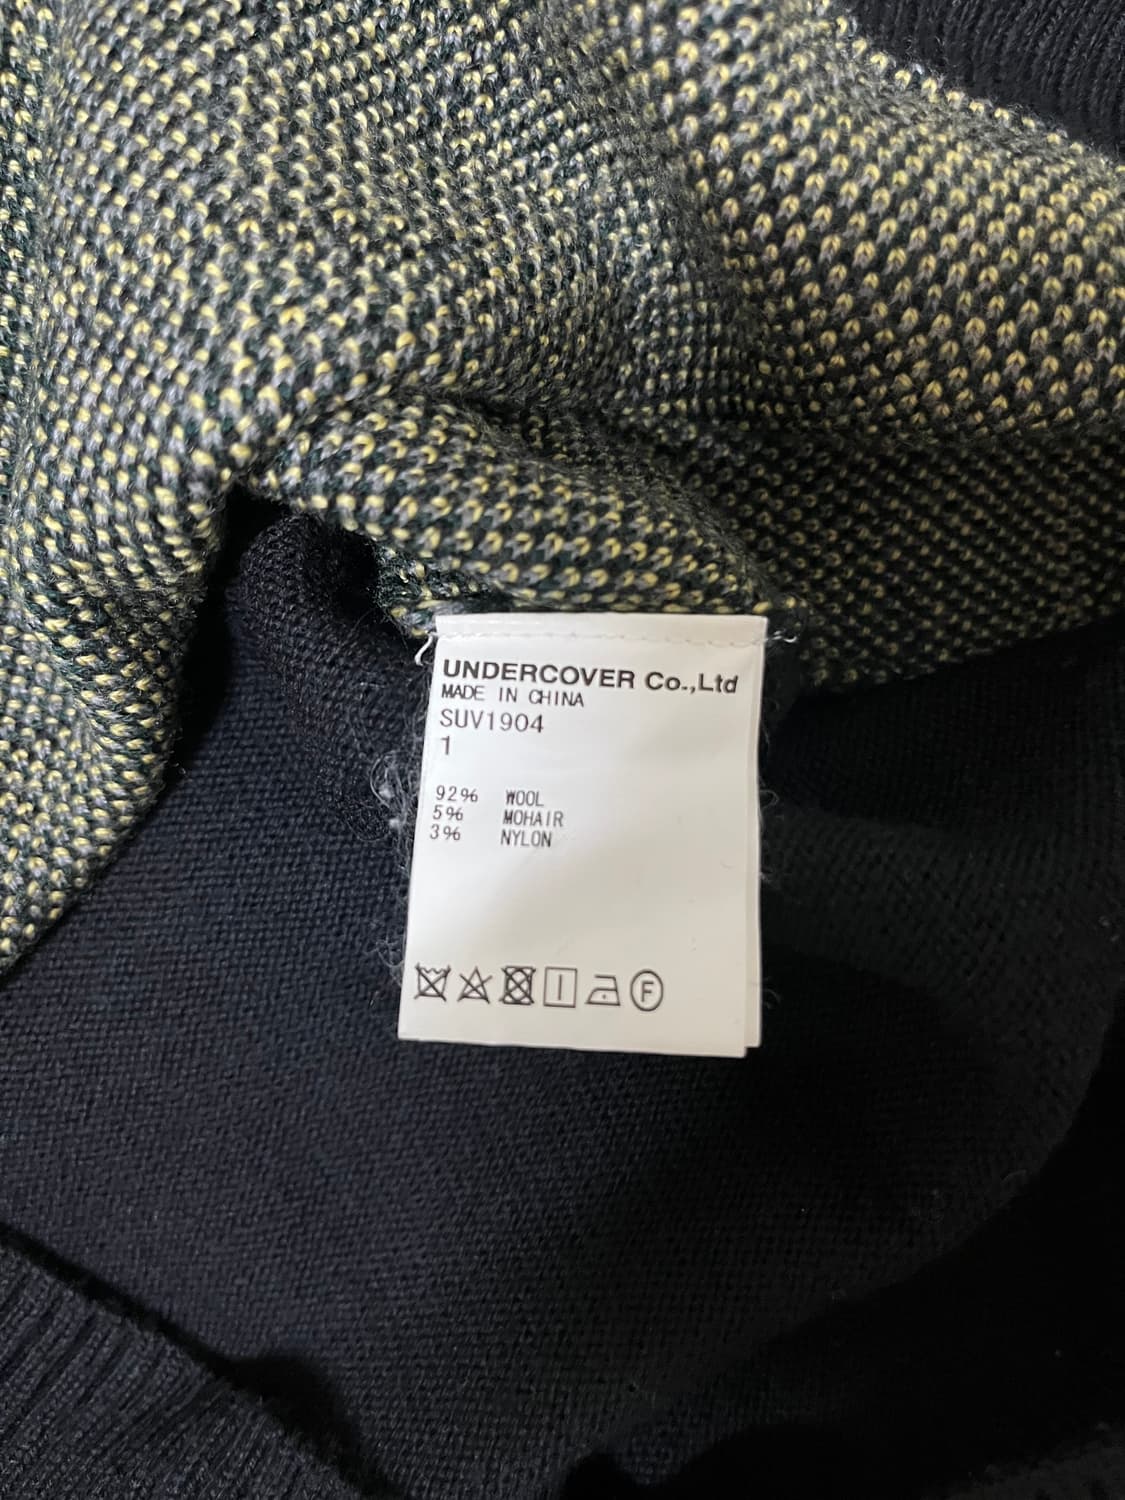 UNDERCOVER Co.,Ltd
MADE IN CHINA
SUV1904
1
92% WOOL
5% MOHAIR
3% NYLON
F